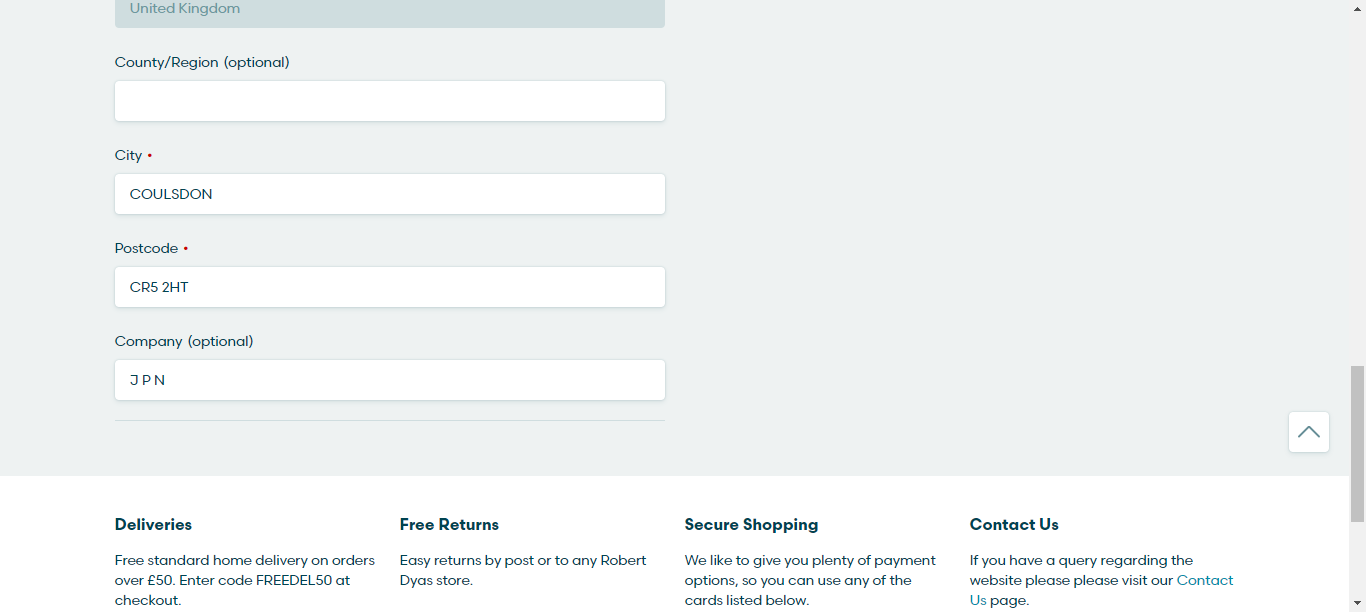 United Kingdom
County/Region (optional)
City •
COULSDON
Postcode •
CR5 2HT
Company (optional)
J P N
Deliveries
Free standard home delivery on orders
over £50. Enter code FREEDEL50 at
checkout.
Free Returns
Easy returns by post or to any Robert
Dyas store.
Secure Shopping
We like to give you plenty of payment
options, so you can use any of the
cards listed below.
Contact Us
If you have a query regarding the
website please please visit our Contact
Us page.